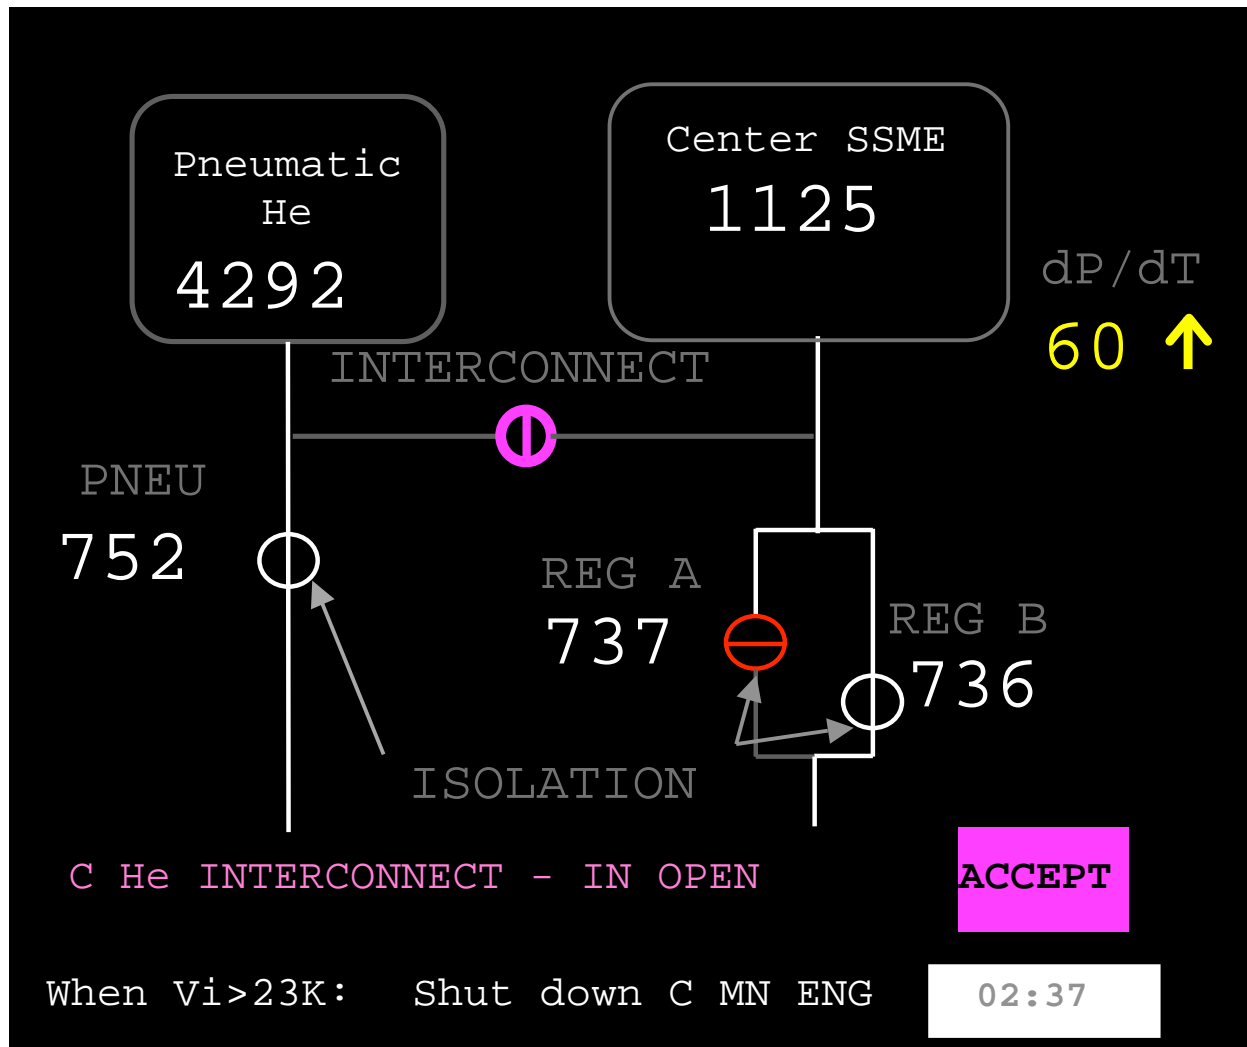 Pneumatic
He
4292
Center SSME
1125
dP/dT
60
INTERCONNECT
PNEU
752
REG A
737
REG B
736
ISOLATION
C He INTERCONNECT - IN OPEN
ACCEPT
When Vi>23K: Shut down C MN ENG
02:37